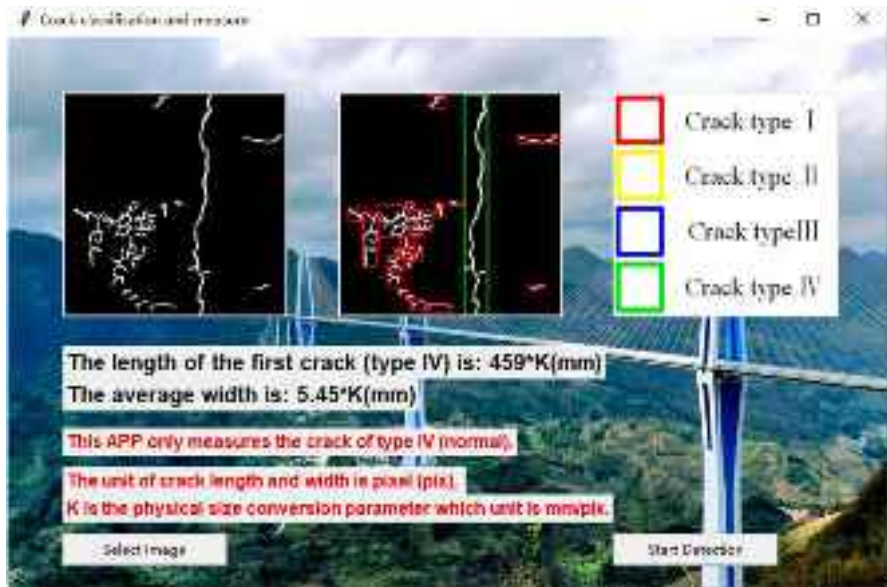 Crack classification and measure
Crack type I
Crack type II
Crack typeIII
Crack type IV
The length of the first crack (type IV) is: 459*K(mm)
The average width is: 5.45*K(mm)
This APP only measures the crack of type IV (normal).
The unit of crack length and width is pixel (pix).
K is the physical size conversion parameter which unit is mm/pix.
Select Image
Start Detection